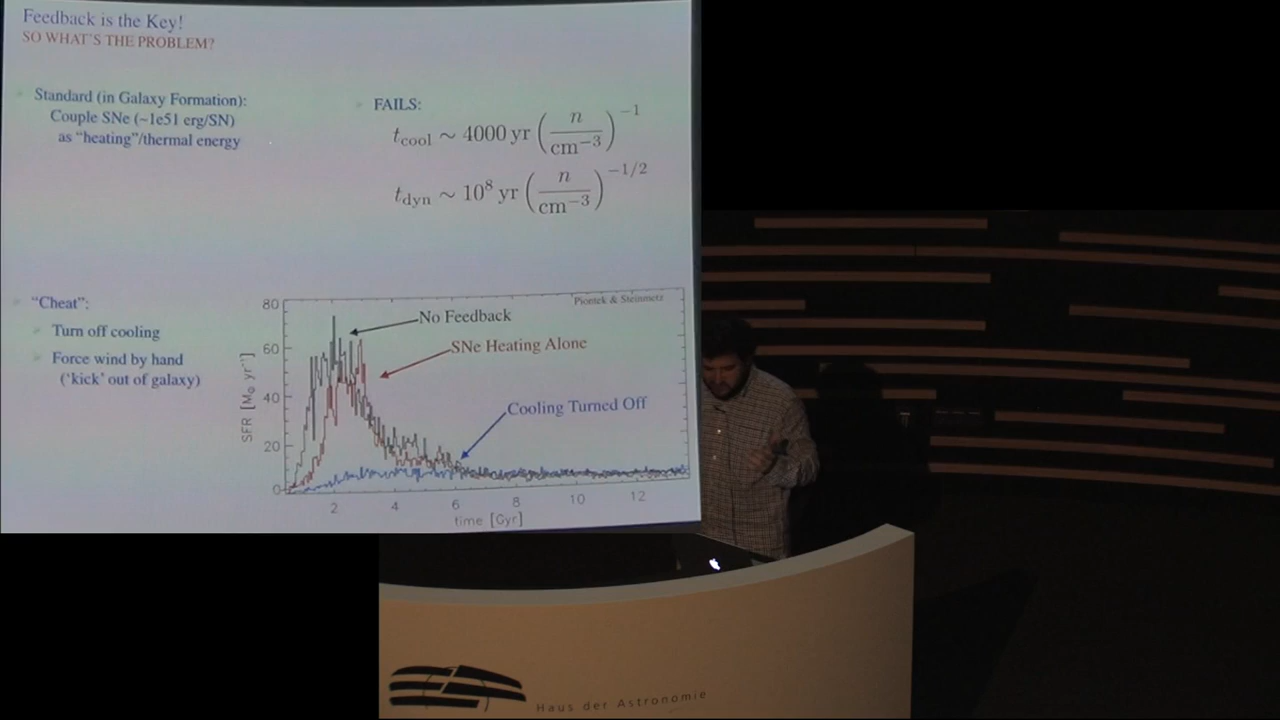 Feedback is the Key!
SO WHAT'S THE PROBLEM?
Standard (in Galaxy Formation):
Couple SNe (~1e51 erg/SN)
as "heating"/thermal energy
FAILS:
t_cool ∼ 4000 yr (n / cm⁻³)⁻¹
t_dyn ∼ 10⁸ yr (n / cm⁻³)^(-1/2)
"Cheat":
Turn off cooling
Force wind by hand
('kick' out of galaxy)
Piontek & Steinmetz
No Feedback
SNe Heating Alone
Cooling Turned Off
SFR [M⊙ yr⁻¹]
80
60
40
20
0
2 4 6 8 10 12
time [Gyr]
Haus der Astronomie